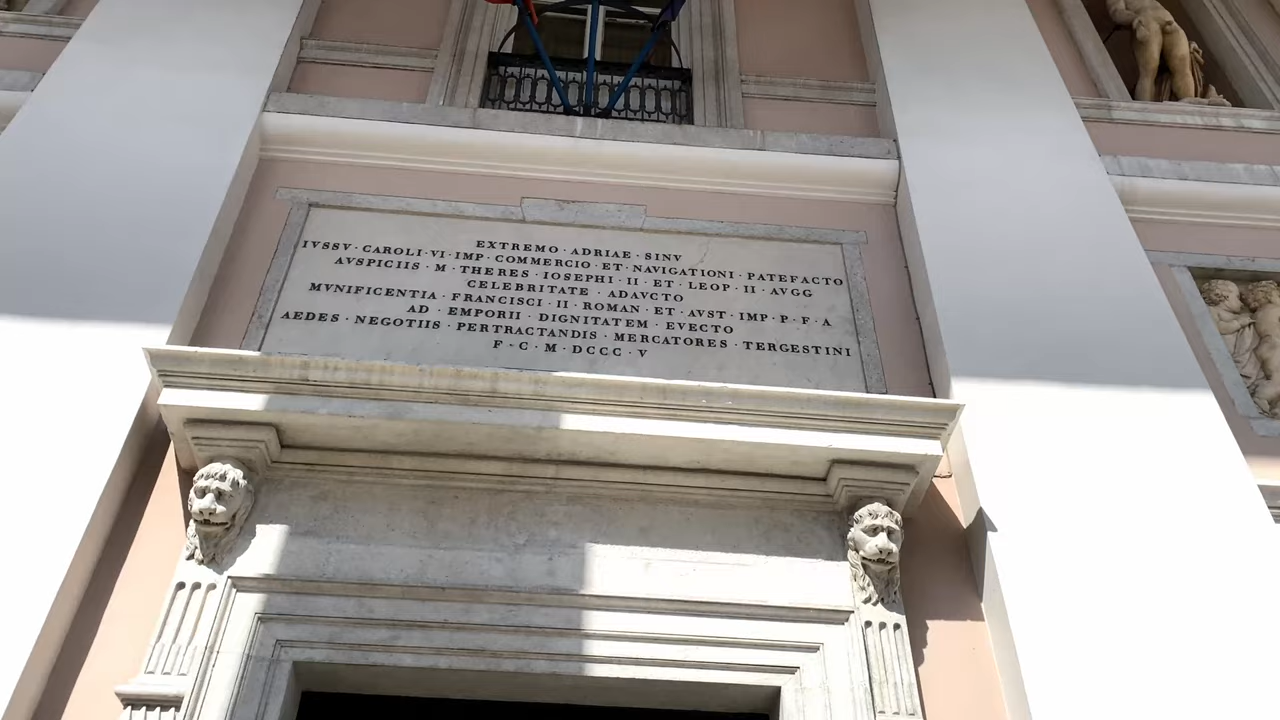 EXTREMO · ADRIAE · SINV
IVSSV · CAROLI · VI · IMP · COMMERCIO · ET · NAVIGATIONI · PATEFACTO
AVSPICIIS · M · THERES · IOSEPHI · II · ET · LEOP · II · AVGG
CELEBRITATE · ADAVCTO
MVNIFICENTIA · FRANCISCI · II · ROMAN · ET · AVST · IMP · P · F · A
AD · EMPORII · DIGNITATEM · EVECTO
AEDES · NEGOTIIS · PERTRACTANDIS · MERCATORES · TERGESTINI
F · C · M · DCCC · V